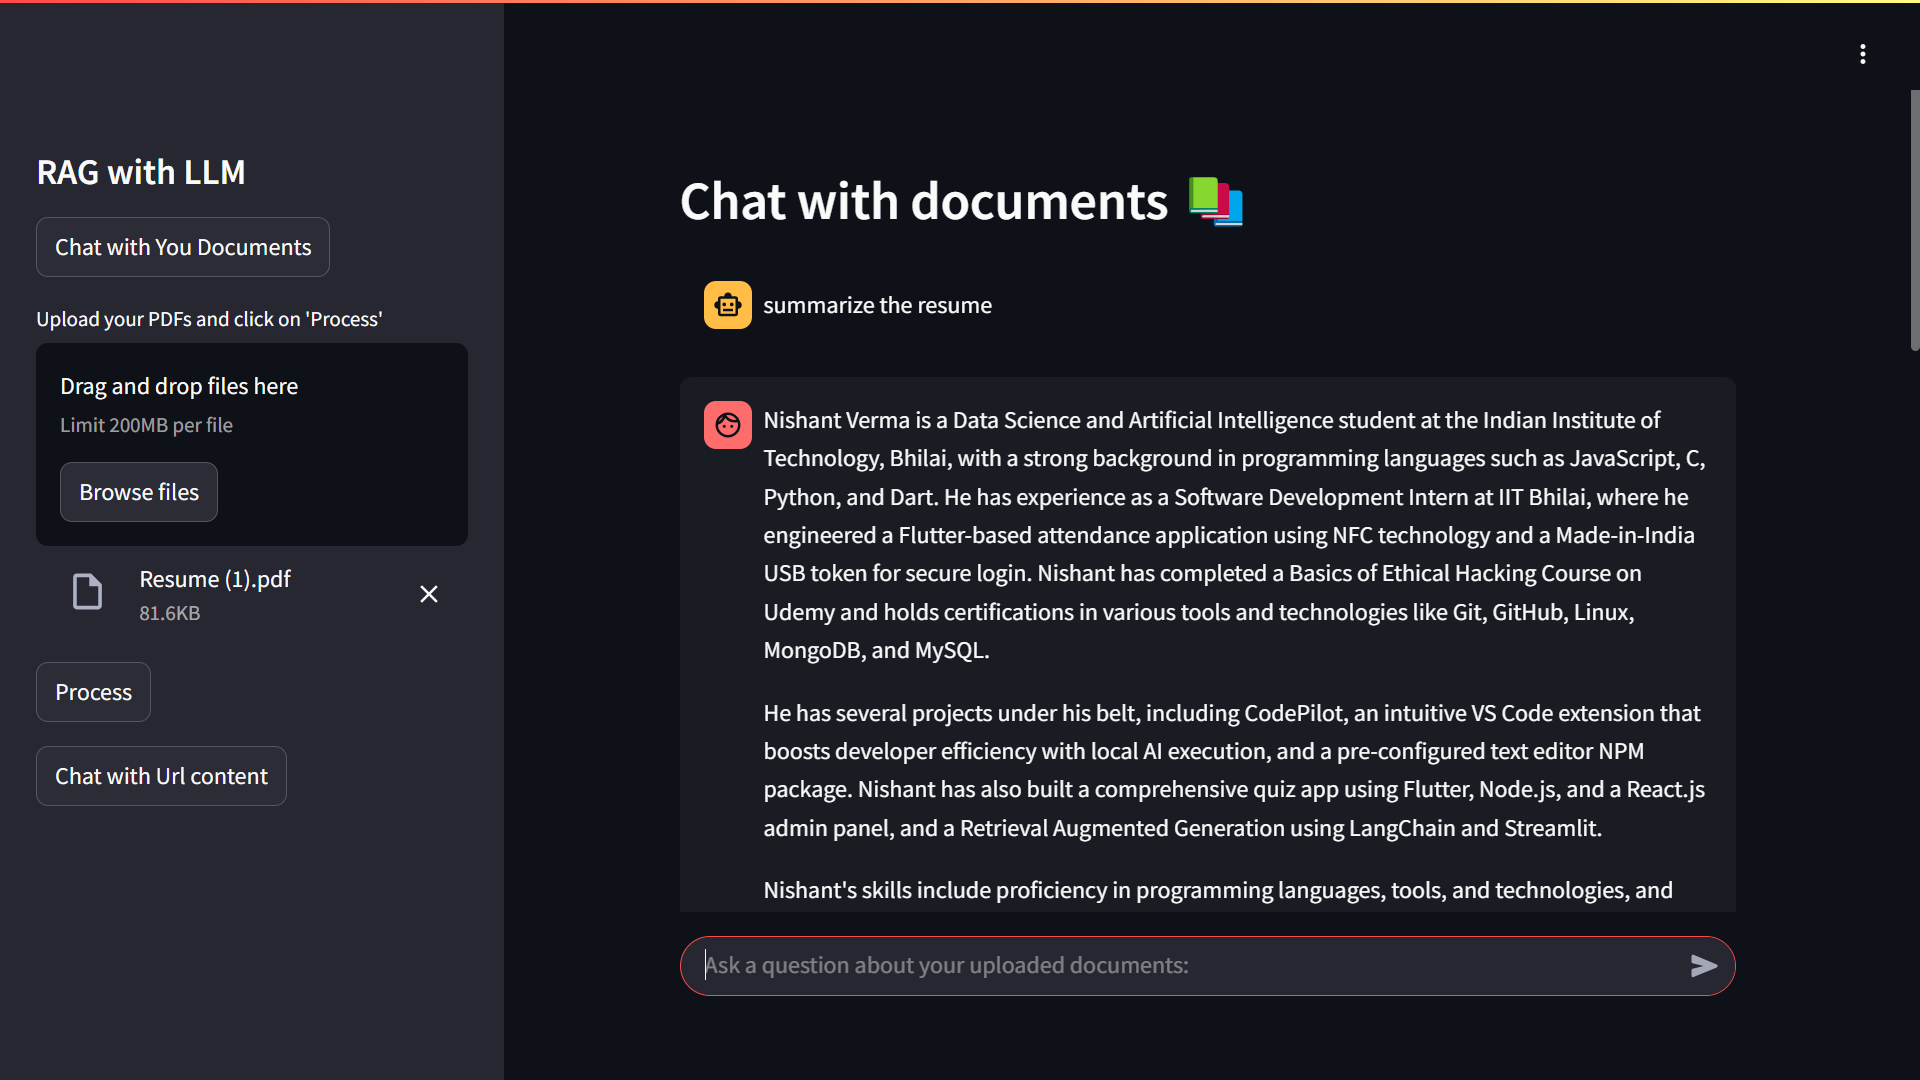 RAG with LLM
Chat with You Documents
Upload your PDFs and click on 'Process'
Drag and drop files here
Limit 200MB per file
Browse files
Resume (1).pdf
81.6KB
Process
Chat with Url content
Chat with documents
summarize the resume
Nishant Verma is a Data Science and Artificial Intelligence student at the Indian Institute of
Technology, Bhilai, with a strong background in programming languages such as JavaScript, C,
Python, and Dart. He has experience as a Software Development Intern at IIT Bhilai, where he
engineered a Flutter-based attendance application using NFC technology and a Made-in-India
USB token for secure login. Nishant has completed a Basics of Ethical Hacking Course on
Udemy and holds certifications in various tools and technologies like Git, GitHub, Linux,
MongoDB, and MySQL.
He has several projects under his belt, including CodePilot, an intuitive VS Code extension that
boosts developer efficiency with local AI execution, and a pre-configured text editor NPM
package. Nishant has also built a comprehensive quiz app using Flutter, Node.js, and a React.js
admin panel, and a Retrieval Augmented Generation using LangChain and Streamlit.
Nishant's skills include proficiency in programming languages, tools, and technologies, and
Ask a question about your uploaded documents: